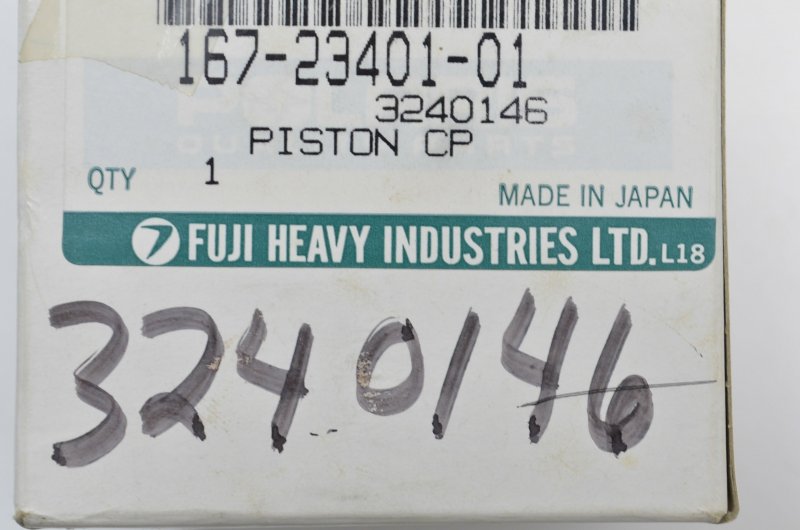 167-23401-01
3240146
PISTON CP
QTY 1
MADE IN JAPAN
FUJI HEAVY INDUSTRIES LTD. L18
3240146